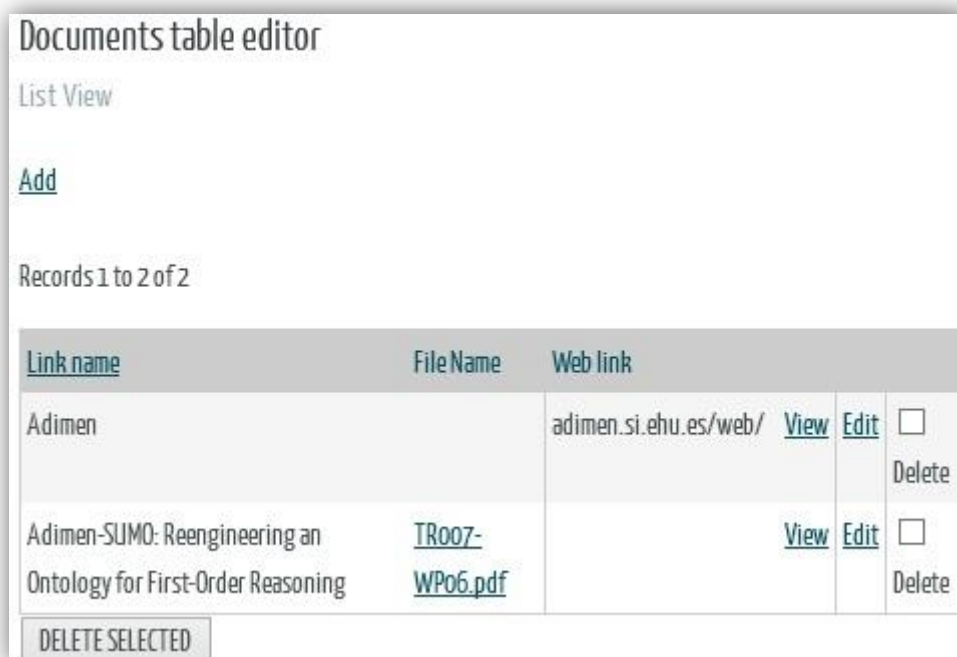 Documents table editor
List View
Add
Records 1 to 2 of 2
Link name File Name Web link
Adimen adimen.si.ehu.es/web/ View Edit
Delete
Adimen-SUMO: Reengineering an TR007- View Edit
Ontology for First-Order Reasoning WP06.pdf Delete
DELETE SELECTED